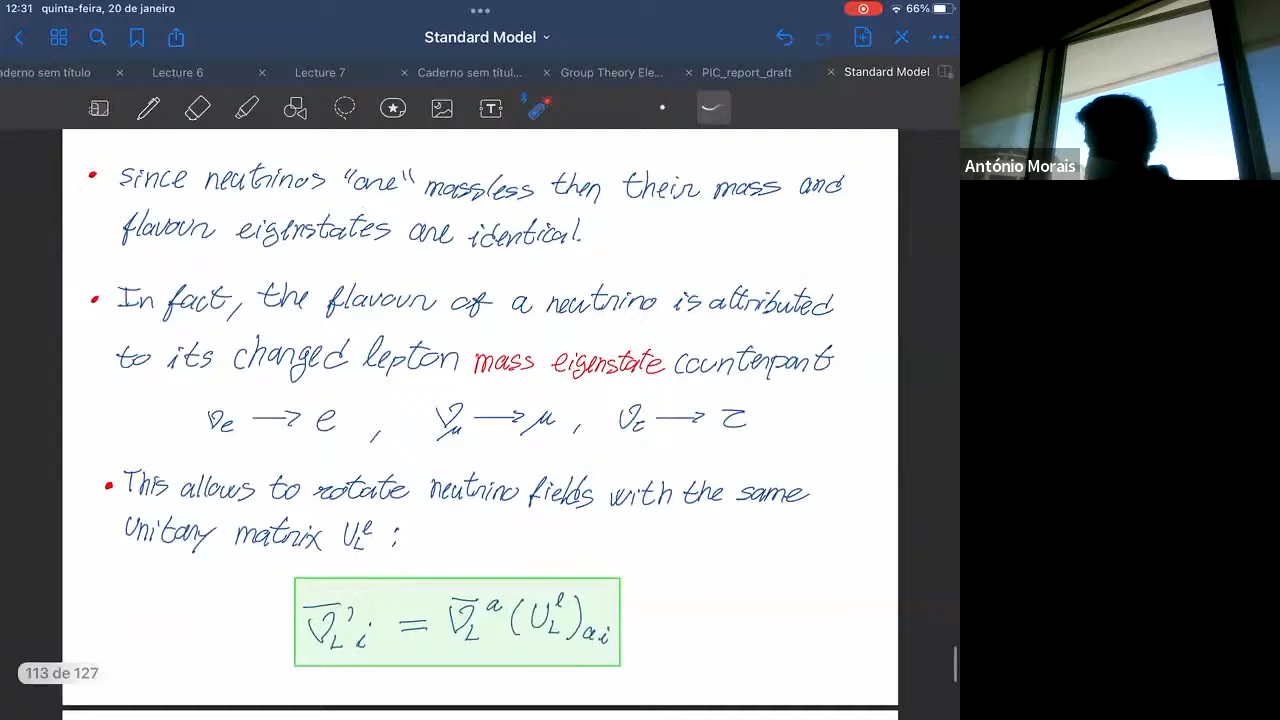 12:31 quinta-feira, 20 de janeiro
66%
Standard Model
aderno sem título
Lecture 6
Lecture 7
Caderno sem títul...
Group Theory Ele...
PIC_report_draft
Standard Model
António Morais
• since neutrinos "are" massless then their mass and
flavour eigenstates are identical.
• In fact, the flavour of a neutrino is attributed
to its charged lepton mass eigenstate counterpart
νe → e , νμ → μ , ντ → τ
• This allows to rotate neutrino fields with the same
unitary matrix U_L^e :
ν̄_L'^i = ν̄_L^a (U_L^e)_{ai}
113 de 127